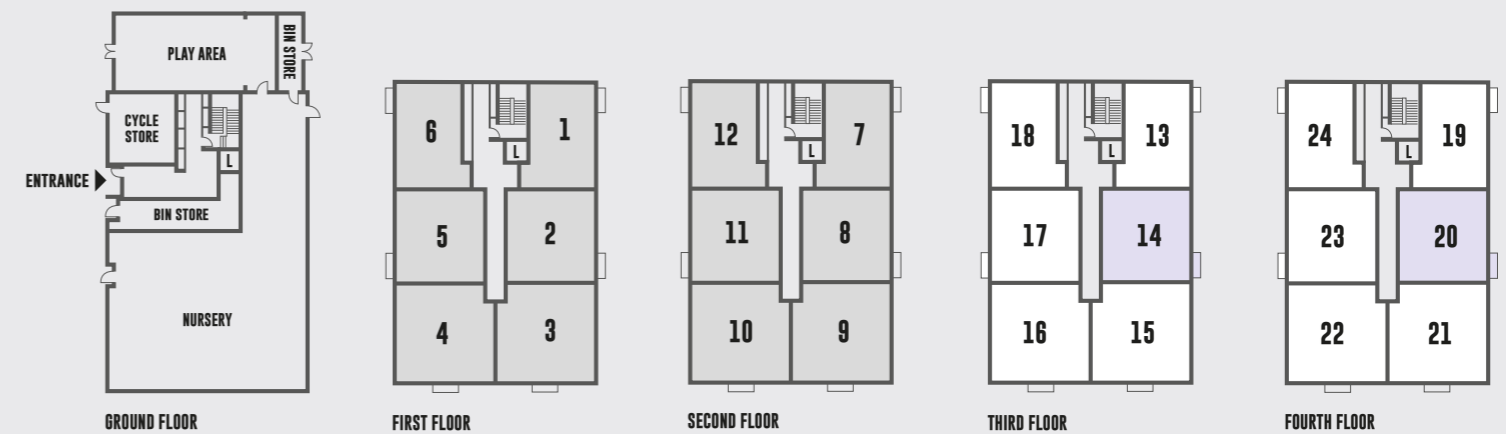 PLAY AREA
BIN STORE
CYCLE
STORE
L
ENTRANCE
BIN STORE
NURSERY
GROUND FLOOR
6
1
L
5
2
4
3
FIRST FLOOR
12
7
L
11
8
10
9
SECOND FLOOR
18
13
L
17
14
16
15
THIRD FLOOR
24
19
L
23
20
22
21
FOURTH FLOOR